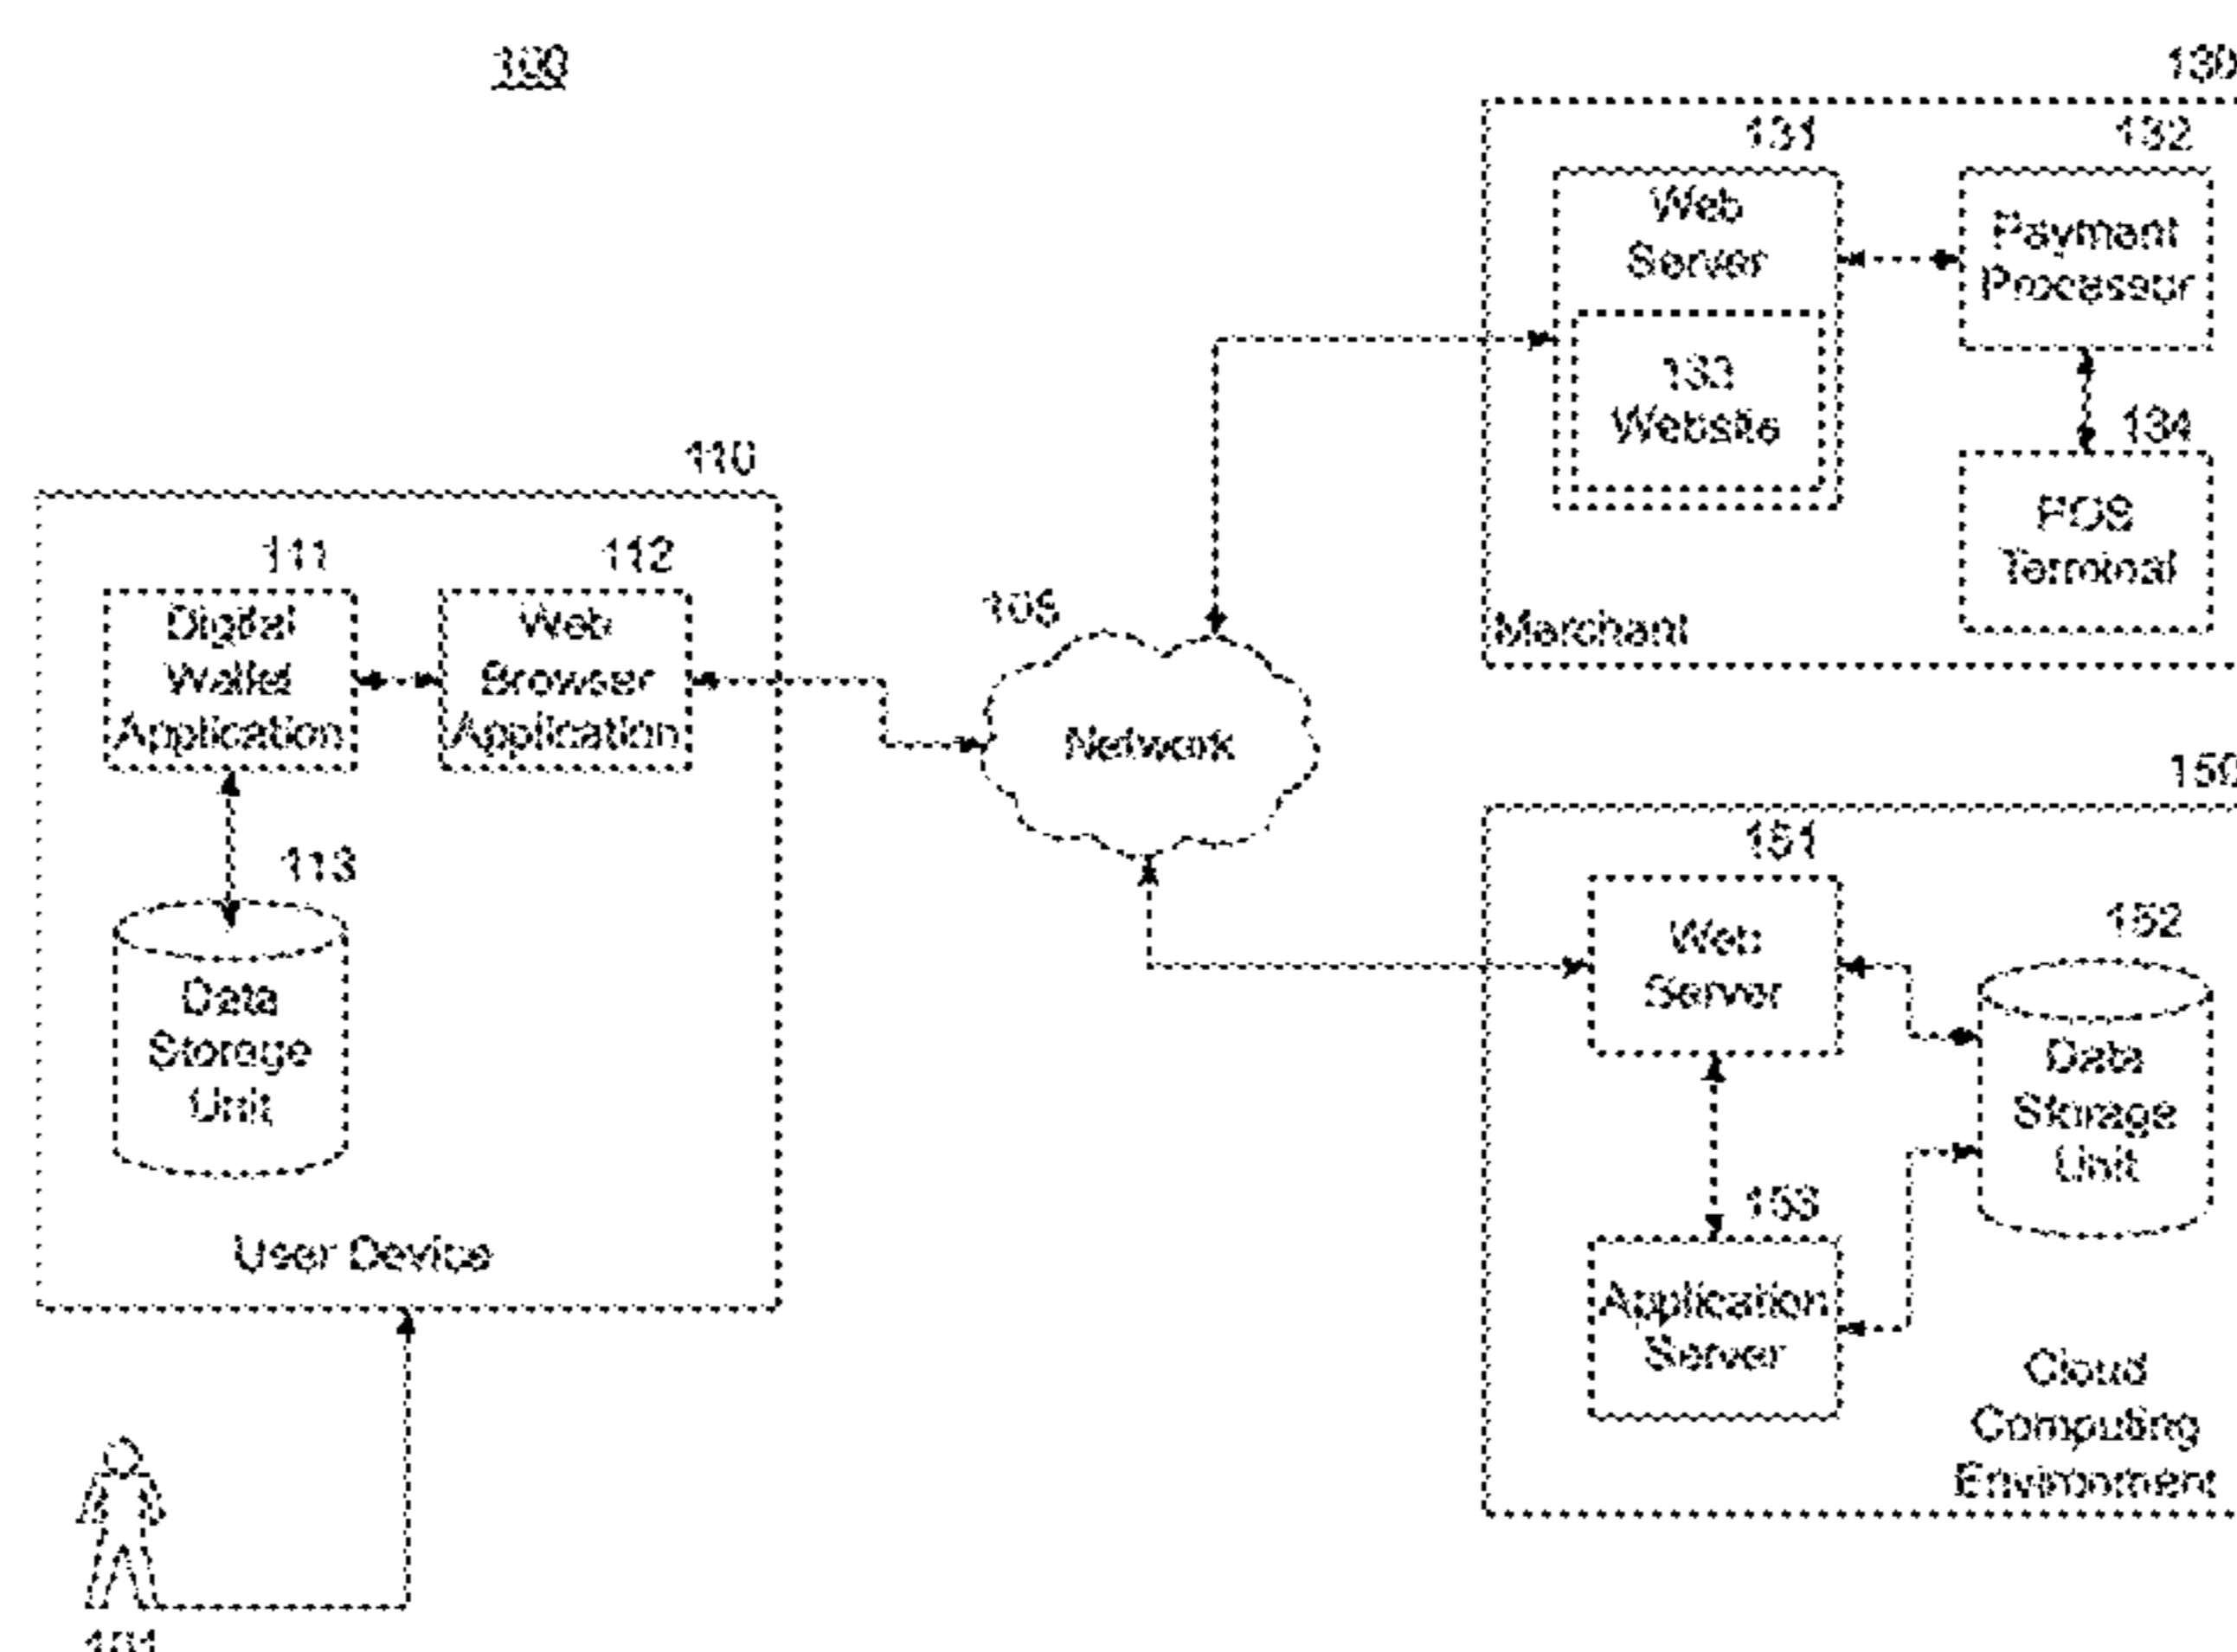 100
130
131
132
Web
Server
Paymant
Processor
133
Website
134
POS
Terminal
Merchant
110
111
112
Digital
Wallet
Application
Web
Browser
Application
105
Network
113
Data
Storage
Unit
User Device
150
151
Web
Server
152
Data
Storage
Unit
153
Application
Server
Cloud
Computing
Environment
101